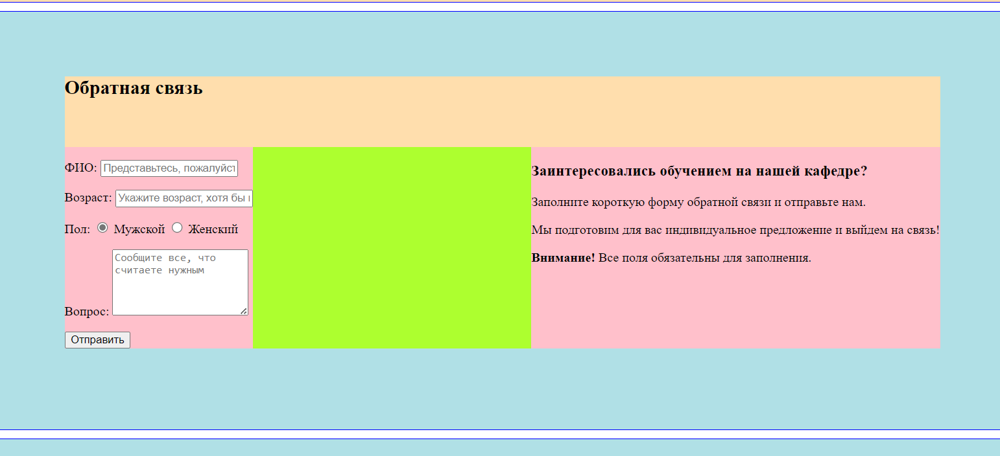 Обратная связь
ФИО: Представьтесь, пожалуйст
Возраст: Укажите возраст, хотя бы
Пол: Мужской Женский
Сообщите все, что
считаете нужным
Вопрос:
Отправить
Заинтересовались обучением на нашей кафедре?
Заполните короткую форму обратной связи и отправьте нам.
Мы подготовим для вас индивидуальное предложение и выйдем на связь!
Внимание! Все поля обязательны для заполнения.